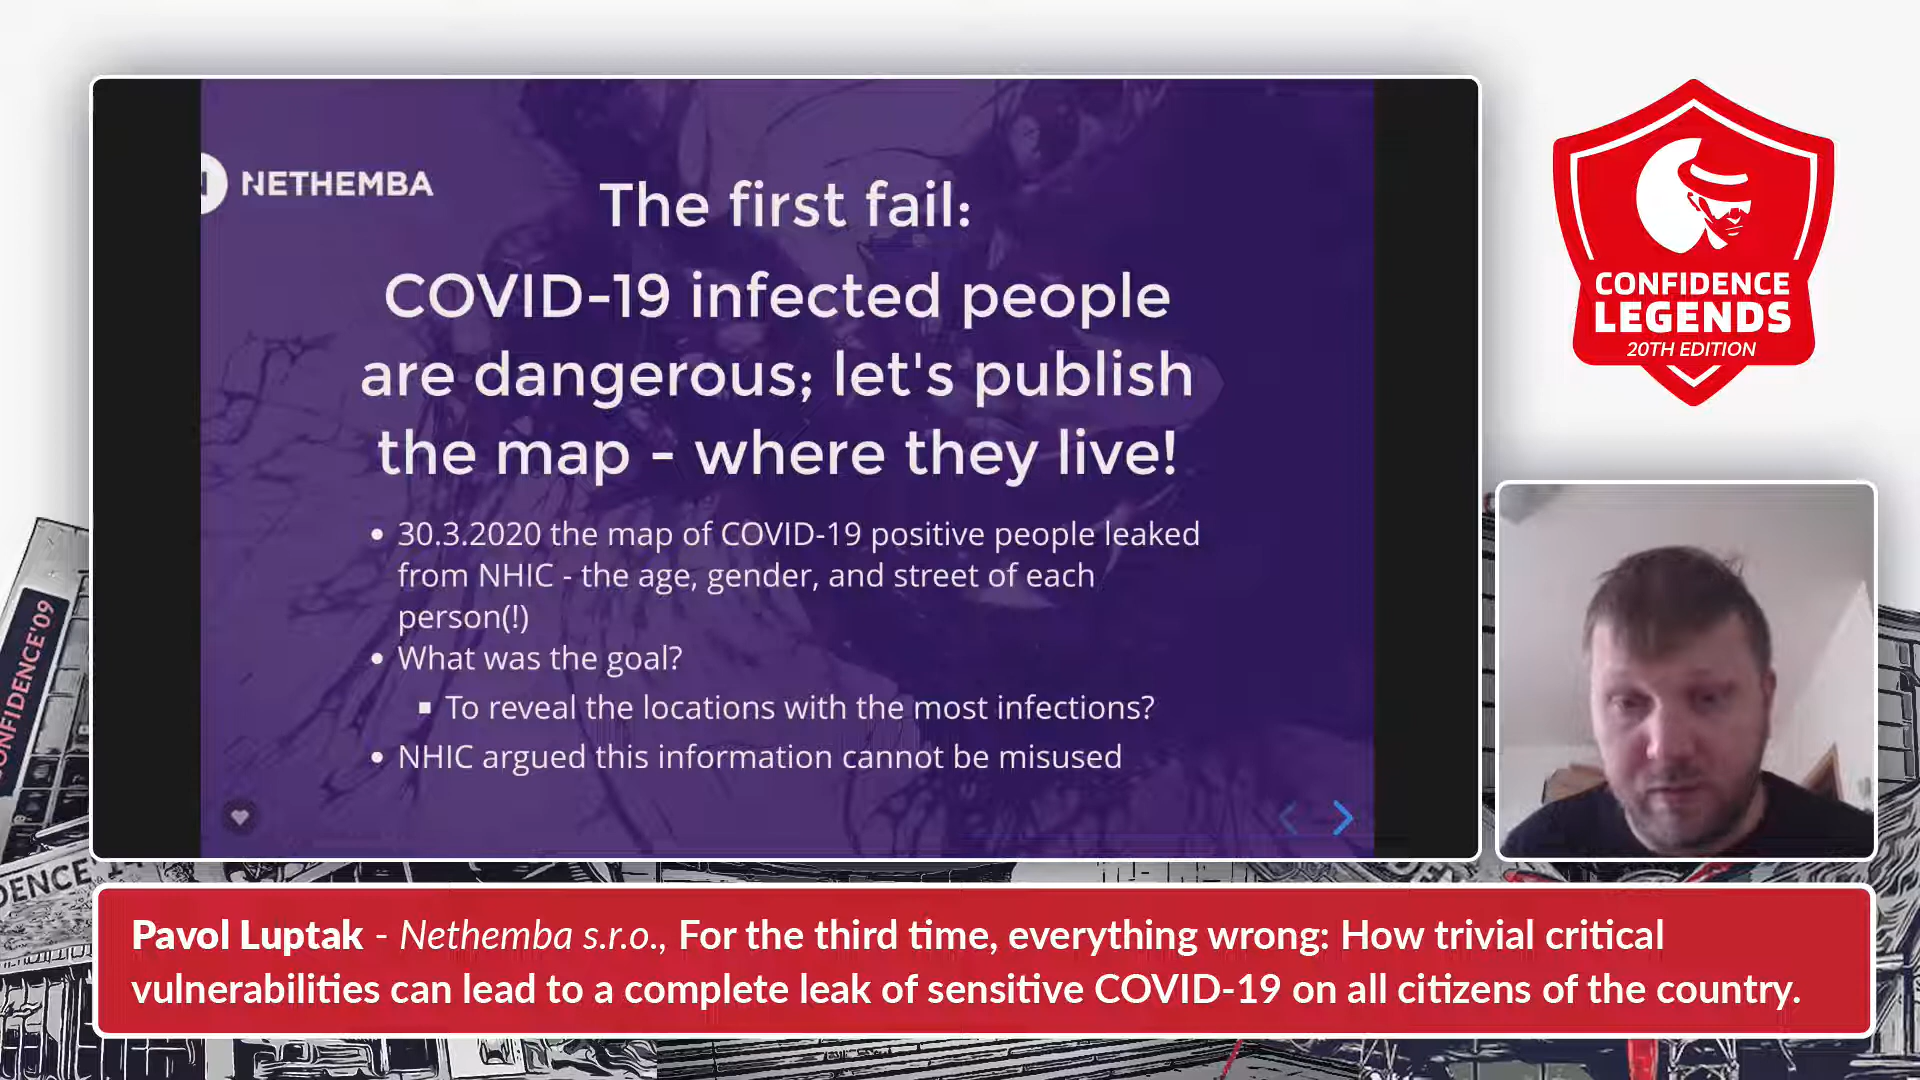 NETHEMBA
The first fail:
COVID-19 infected people
are dangerous; let's publish
the map - where they live!
• 30.3.2020 the map of COVID-19 positive people leaked
from NHIC - the age, gender, and street of each
person(!)
• What was the goal?
▪ To reveal the locations with the most infections?
• NHIC argued this information cannot be misused
CONFIDENCE
LEGENDS
20TH EDITION
CONFIDENCE'09
DENCE
Pavol Luptak - Nethemba s.r.o., For the third time, everything wrong: How trivial critical
vulnerabilities can lead to a complete leak of sensitive COVID-19 on all citizens of the country.